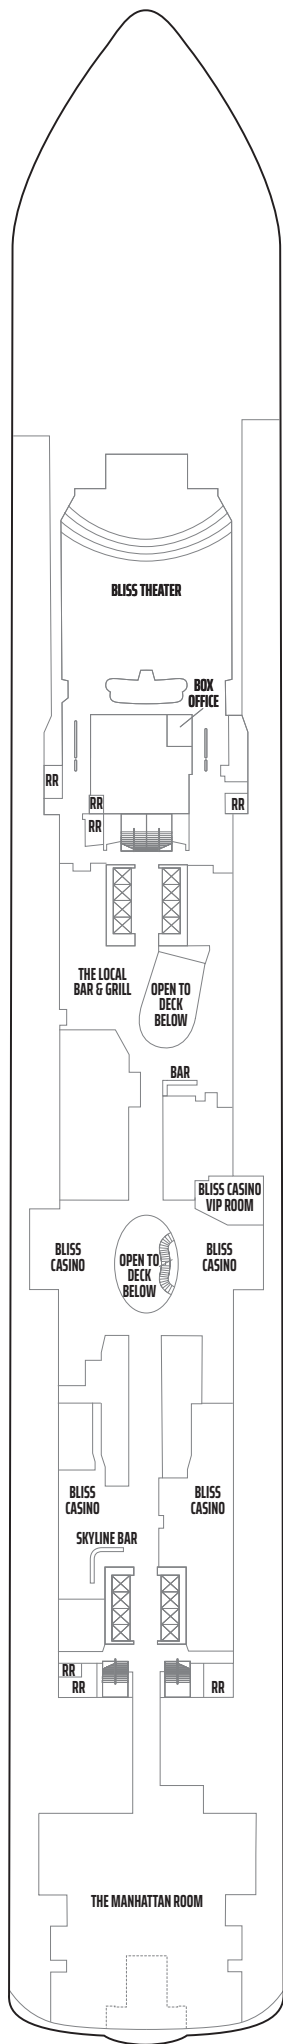 BLISS THEATER
BOX
OFFICE
RR
RR
RR
RR
THE LOCAL
BAR & GRILL
OPEN TO
DECK
BELOW
BAR
BLISS CASINO
VIP ROOM
BLISS
CASINO
OPEN TO
DECK
BELOW
BLISS
CASINO
BLISS
CASINO
BLISS
CASINO
SKYLINE BAR
RR
RR
RR
THE MANHATTAN ROOM